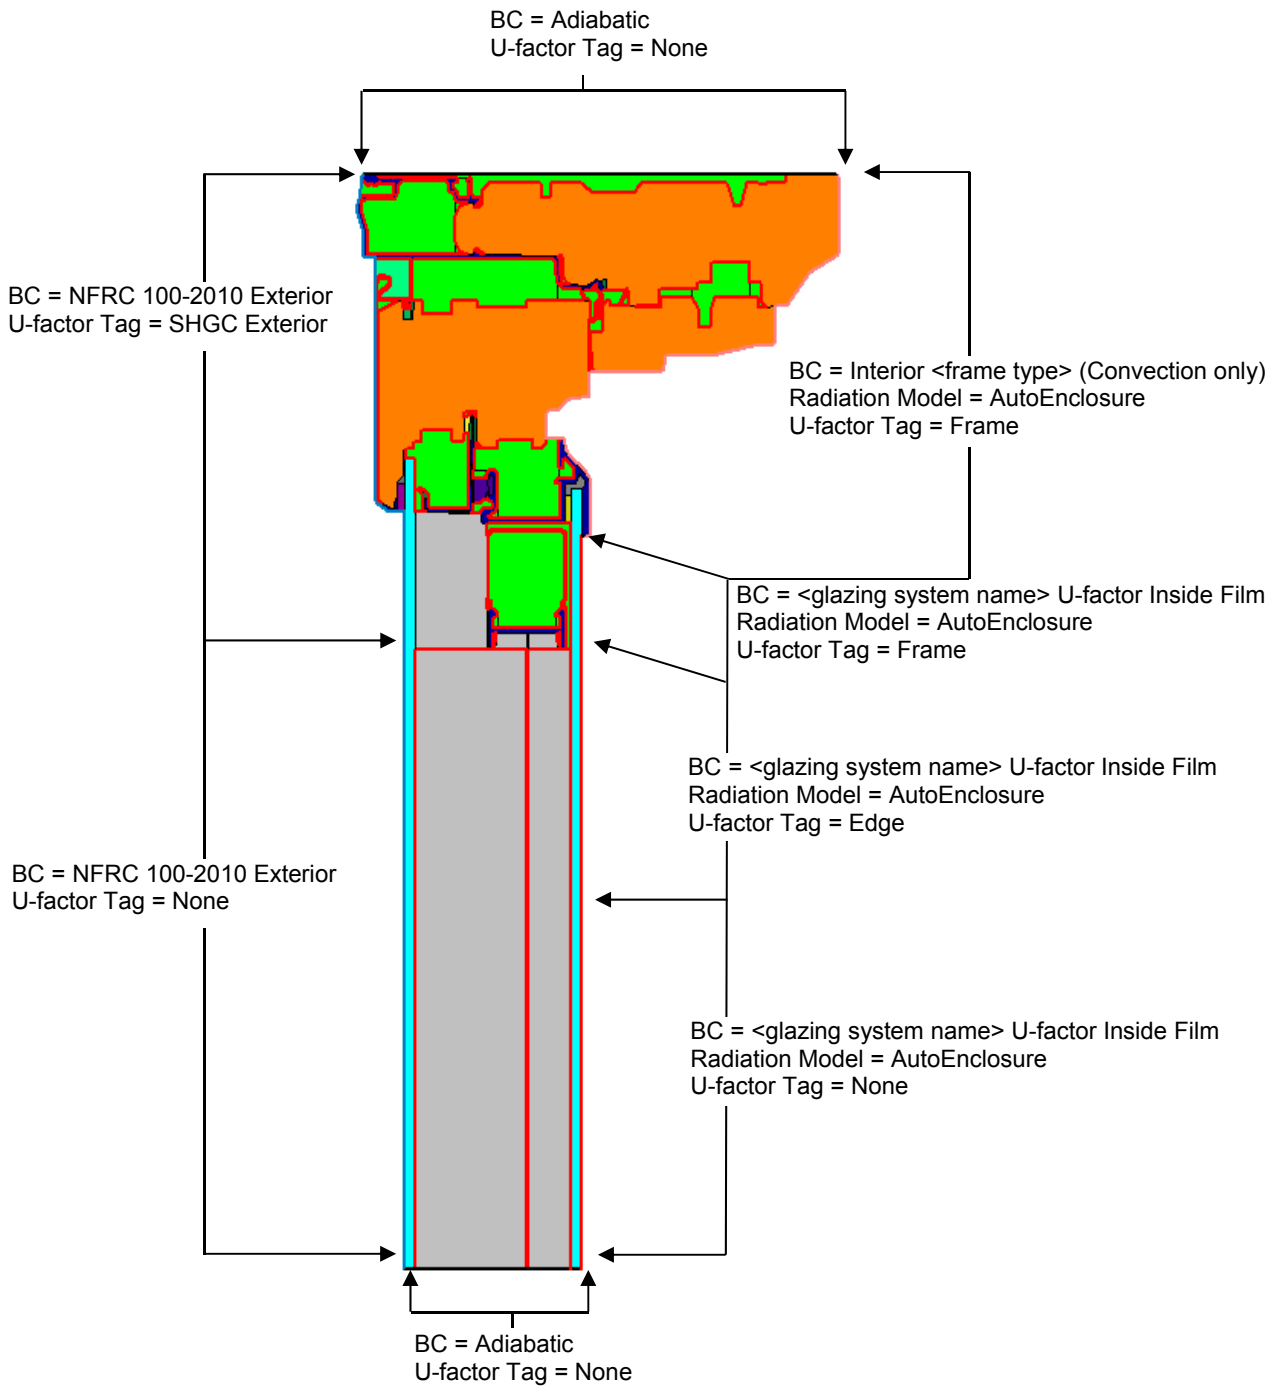 BC = Adiabatic
U-factor Tag = None
BC = NFRC 100-2010 Exterior
U-factor Tag = SHGC Exterior
BC = Interior <frame type> (Convection only)
Radiation Model = AutoEnclosure
U-factor Tag = Frame
BC = <glazing system name> U-factor Inside Film
Radiation Model = AutoEnclosure
U-factor Tag = Frame
BC = <glazing system name> U-factor Inside Film
Radiation Model = AutoEnclosure
U-factor Tag = Edge
BC = NFRC 100-2010 Exterior
U-factor Tag = None
BC = <glazing system name> U-factor Inside Film
Radiation Model = AutoEnclosure
U-factor Tag = None
BC = Adiabatic
U-factor Tag = None